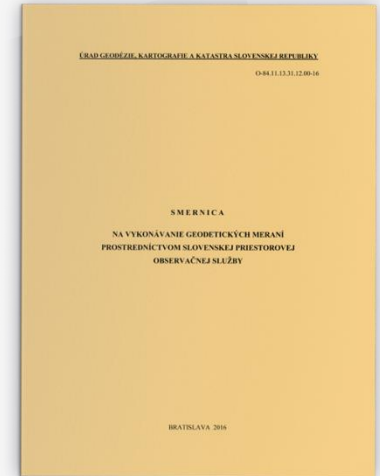 ÚRAD GEODÉZIE, KARTOGRAFIE A KATASTRA SLOVENSKEJ REPUBLIKY
O-84.11.13.31.12.00-16
SMERNICA
NA VYKONÁVANIE GEODETICKÝCH MERANÍ
PROSTREDNÍCTVOM SLOVENSKEJ PRIESTOROVEJ
OBSERVAČNEJ SLUŽBY
BRATISLAVA 2016